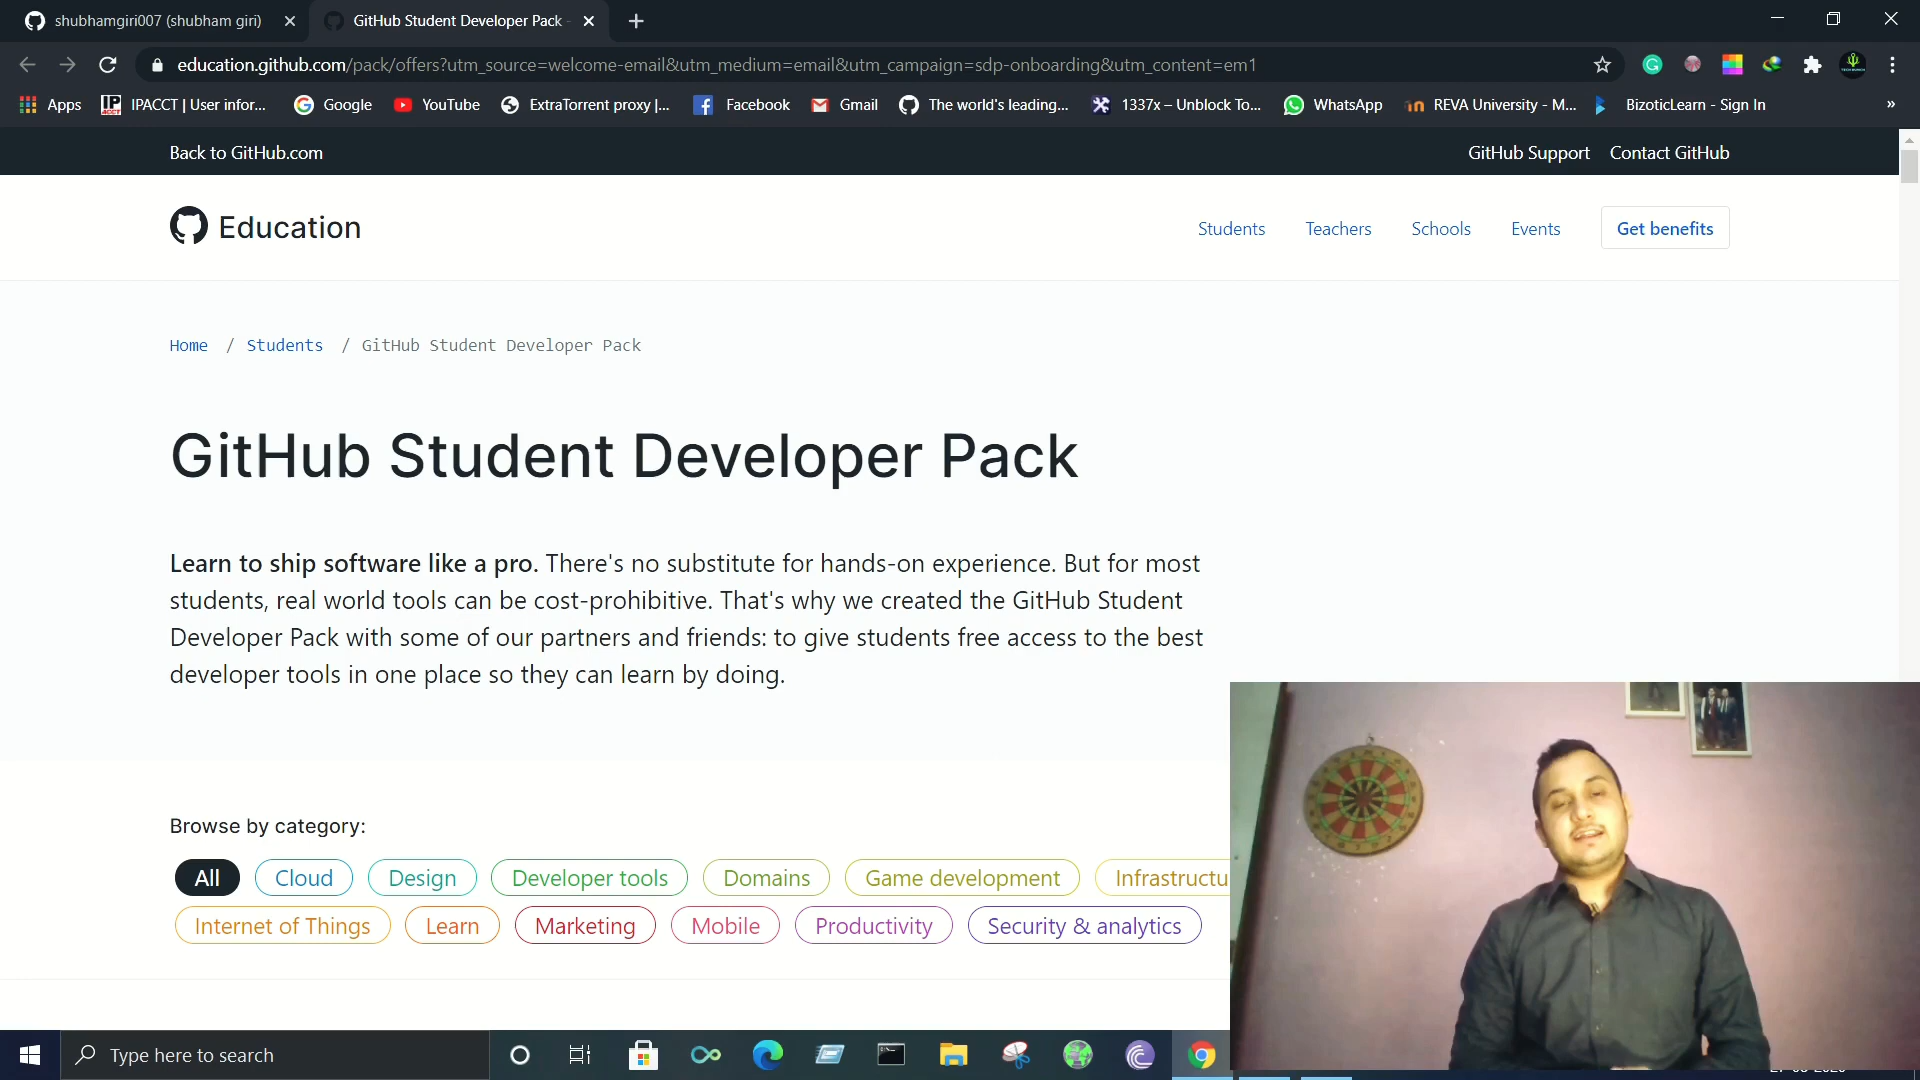 shubhamgiri007 (shubham giri)
GitHub Student Developer Pack -
education.github.com/pack/offers?utm_source=welcome-email&utm_medium=email&utm_campaign=sdp-onboarding&utm_content=em1
Apps IPACCT | User infor... Google YouTube ExtraTorrent proxy |... Facebook Gmail The world's leading... 1337x – Unblock To... WhatsApp REVA University - M... BizoticLearn - Sign In »
Back to GitHub.com GitHub Support Contact GitHub
Education Students Teachers Schools Events Get benefits
Home / Students / GitHub Student Developer Pack
GitHub Student Developer Pack
Learn to ship software like a pro. There's no substitute for hands-on experience. But for most
students, real world tools can be cost-prohibitive. That's why we created the GitHub Student
Developer Pack with some of our partners and friends: to give students free access to the best
developer tools in one place so they can learn by doing.
Browse by category:
All Cloud Design Developer tools Domains Game development Infrastructu
Internet of Things Learn Marketing Mobile Productivity Security & analytics
Type here to search